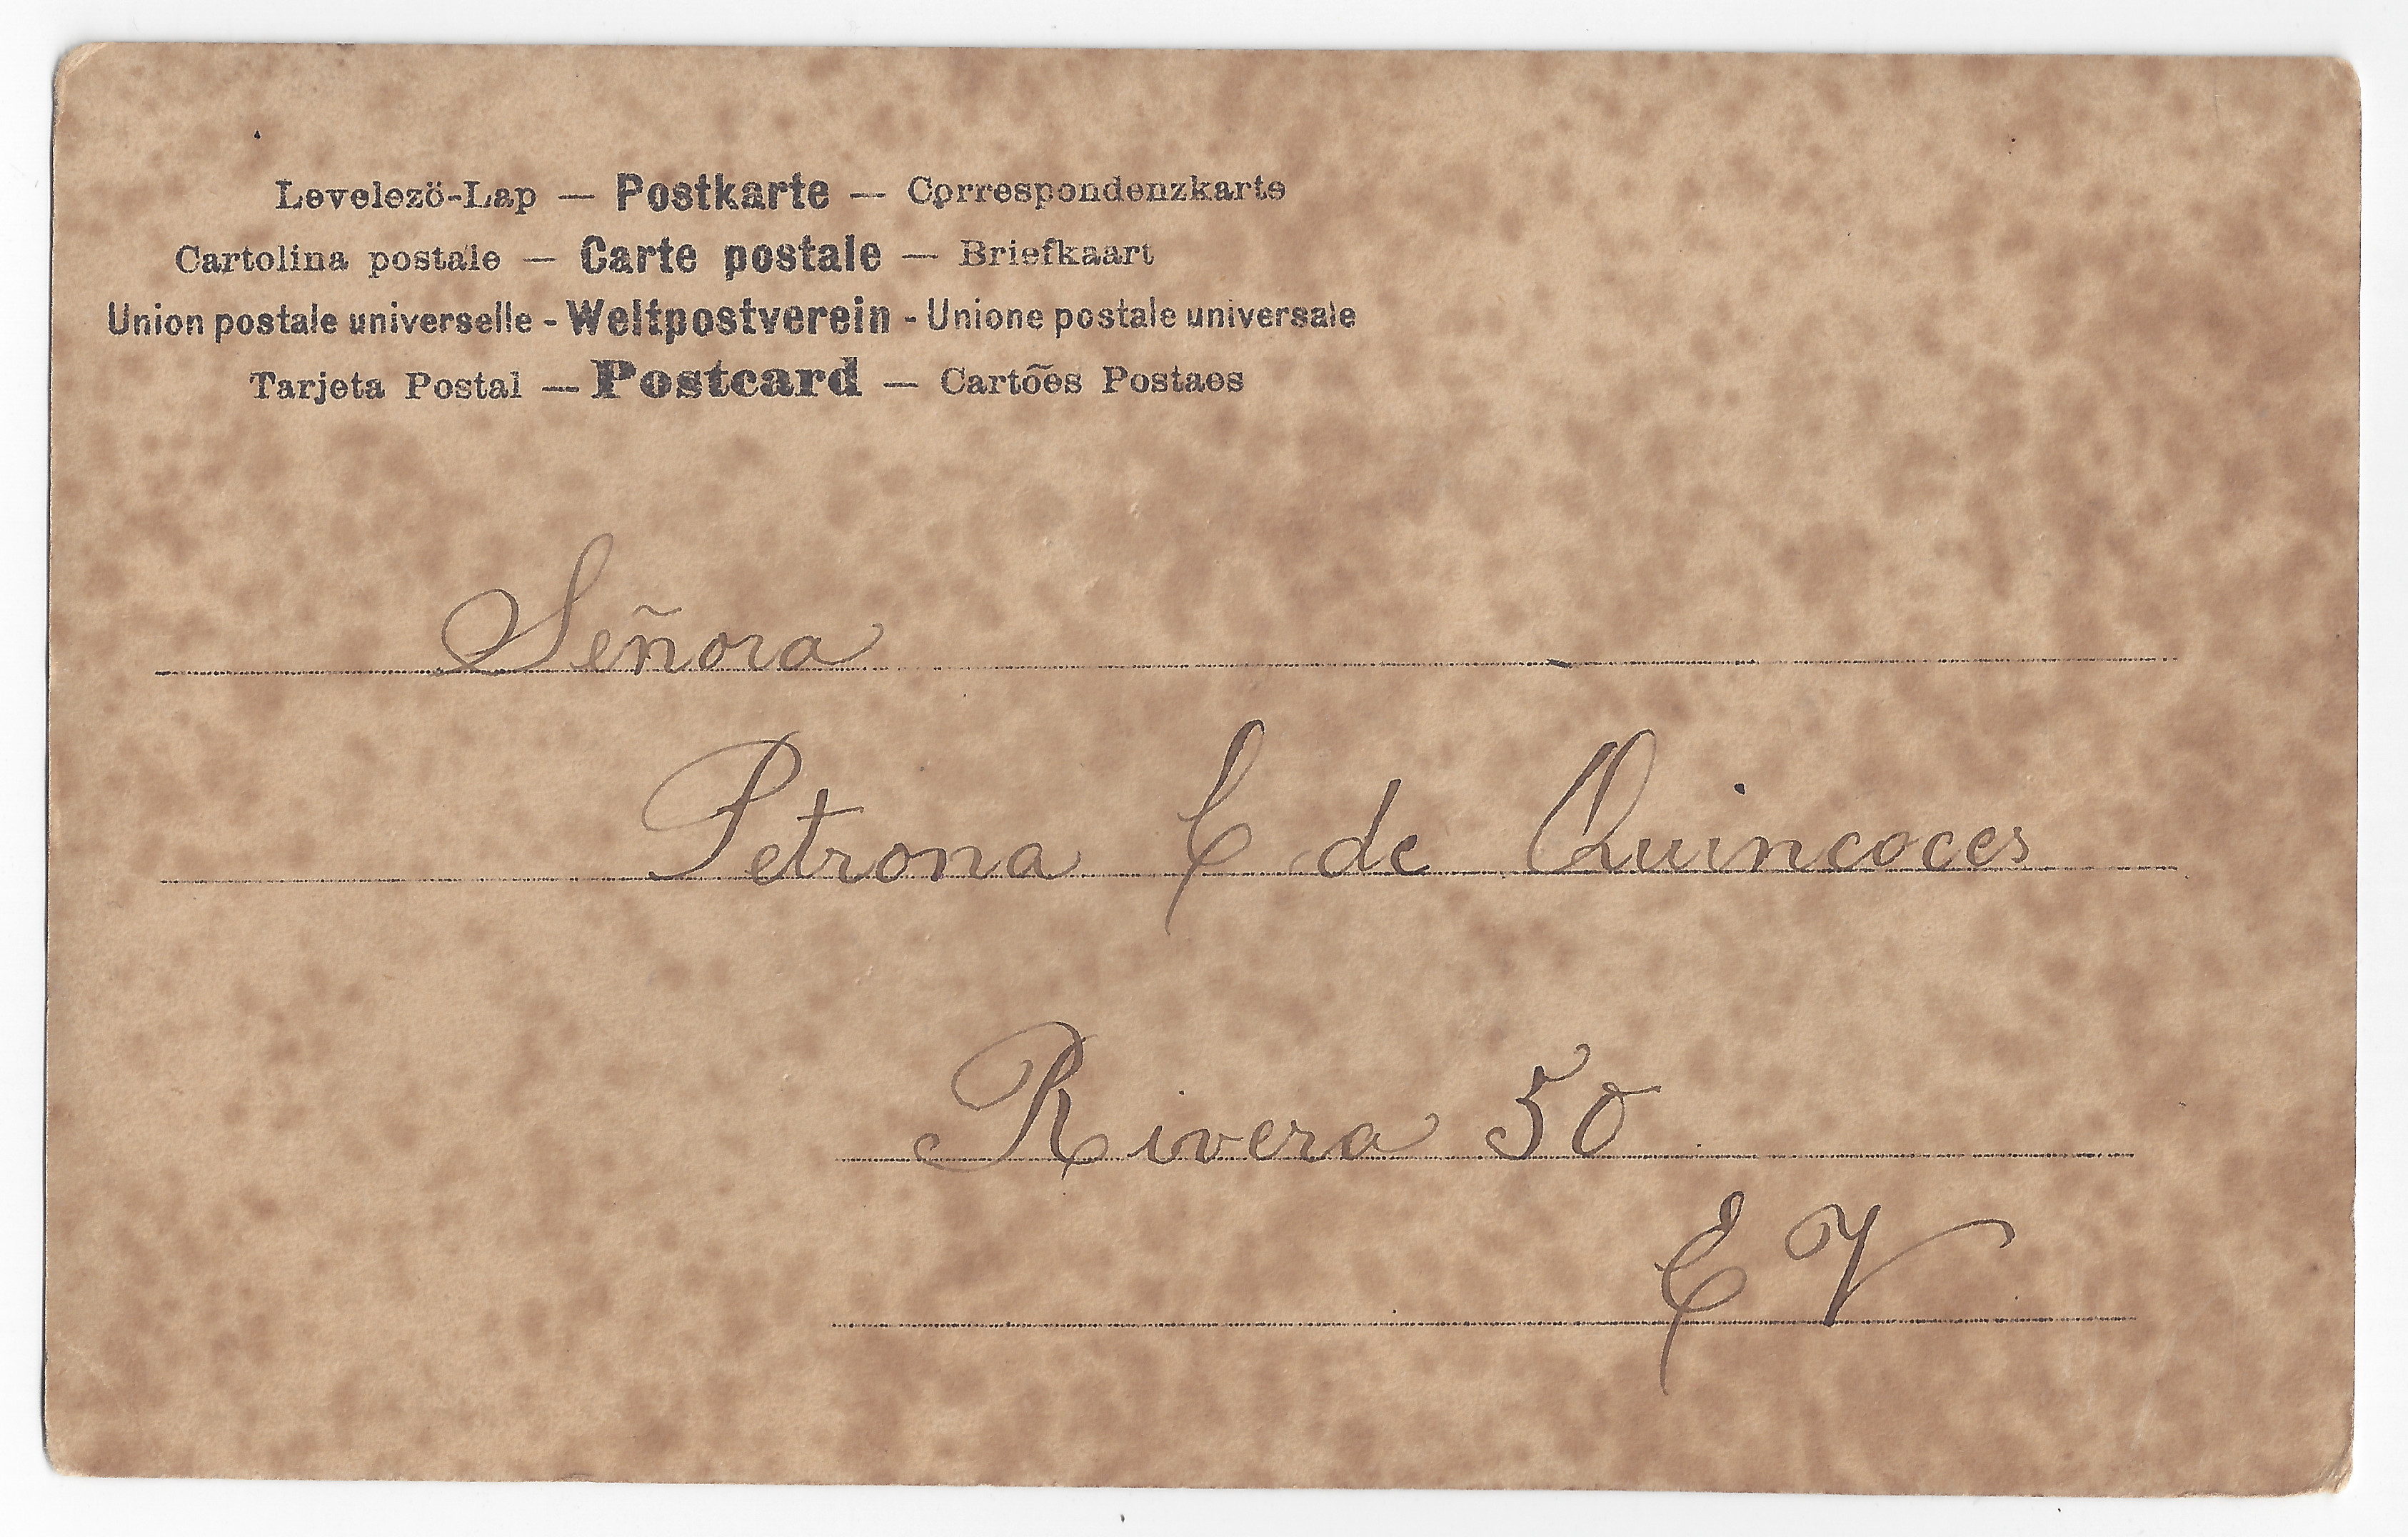 Levelezö-Lap — Postkarte — Correspondenzkarte
Cartolina postale — Carte postale — Briefkaart
Union postale universelle - Weltpostverein - Unione postale universale
Tarjeta Postal — Postcard — Cartões Postaes
Señora
Petrona C de Quincoces
Rivera 50
E V